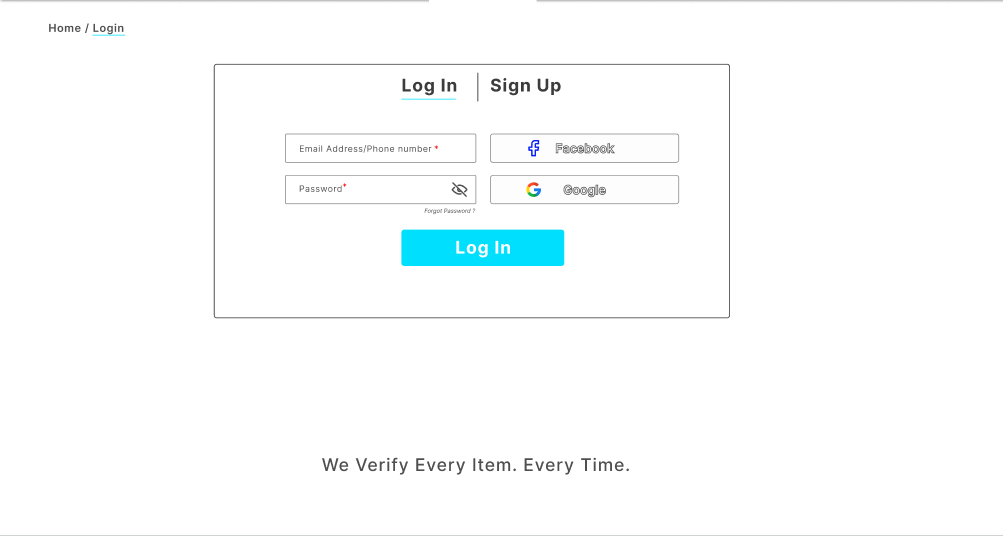 Home / Login
Log In | Sign Up
Email Address/Phone number *
Facebook
Password*
Google
Forgot Password ?
Log In
We Verify Every Item. Every Time.